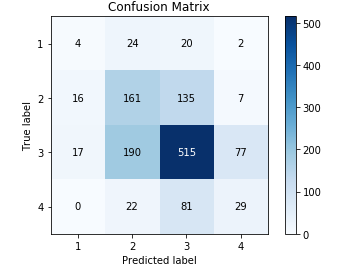 Confusion Matrix
True label
1 4 24 20 2
2 16 161 135 7
3 17 190 515 77
4 0 22 81 29
1 2 3 4
Predicted label
500
400
300
200
100
0